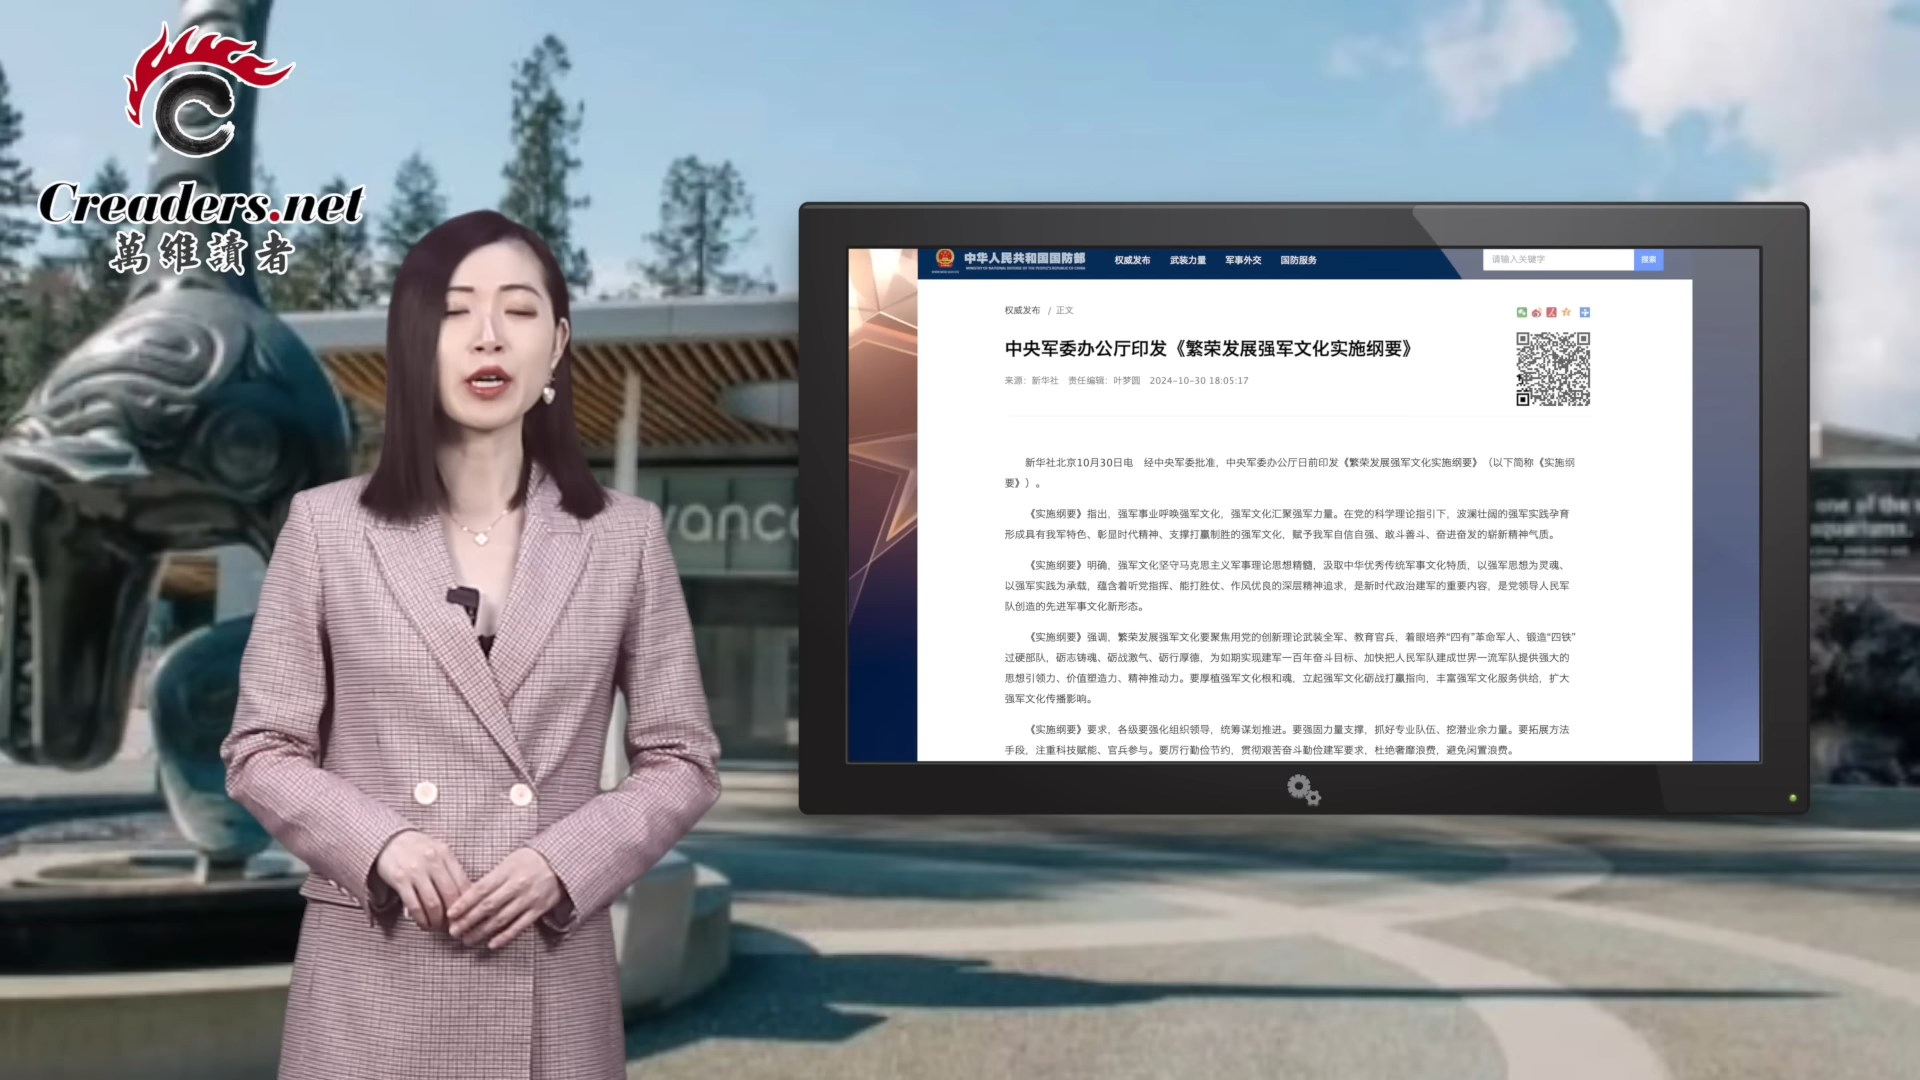 Creaders.net
萬維讀者
中华人民共和国国防部
MINISTRY OF NATIONAL DEFENSE OF THE PEOPLE'S REPUBLIC OF CHINA
权威发布 武装力量 军事外交 国防服务
请输入关键字 搜索
权威发布 / 正文
中央军委办公厅印发《繁荣发展强军文化实施纲要》
来源：新华社 责任编辑：叶梦圆 2024-10-30 18:05:17
新华社北京10月30日电 经中央军委批准，中央军委办公厅日前印发《繁荣发展强军文化实施纲要》（以下简称《实施纲
要》）。
《实施纲要》指出，强军事业呼唤强军文化，强军文化汇聚强军力量。在党的科学理论指引下，波澜壮阔的强军实践孕育
形成具有我军特色、彰显时代精神、支撑打赢制胜的强军文化，赋予我军自信自强、敢斗善斗、奋进奋发的崭新精神气质。
《实施纲要》明确，强军文化坚守马克思主义军事理论思想精髓，汲取中华优秀传统军事文化特质，以强军思想为灵魂、
以强军实践为承载，蕴含着听党指挥、能打胜仗、作风优良的深层精神追求，是新时代政治建军的重要内容，是党领导人民军
队创造的先进军事文化新形态。
《实施纲要》强调，繁荣发展强军文化要聚焦用党的创新理论武装全军、教育官兵，着眼培养“四有”革命军人、锻造“四铁”
过硬部队，砺志铸魂、砺战激气、砺行厚德，为如期实现建军一百年奋斗目标、加快把人民军队建成世界一流军队提供强大的
思想引领力、价值塑造力、精神推动力。要厚植强军文化根和魂，立起强军文化砺战打赢指向，丰富强军文化服务供给，扩大
强军文化传播影响。
《实施纲要》要求，各级要强化组织领导，统筹谋划推进。要强固力量支撑，抓好专业队伍、挖潜业余力量。要拓展方法
手段，注重科技赋能、官兵参与。要厉行勤俭节约，贯彻艰苦奋斗勤俭建军要求，杜绝奢靡浪费，避免闲置浪费。
vanc
one of the
aquariums.